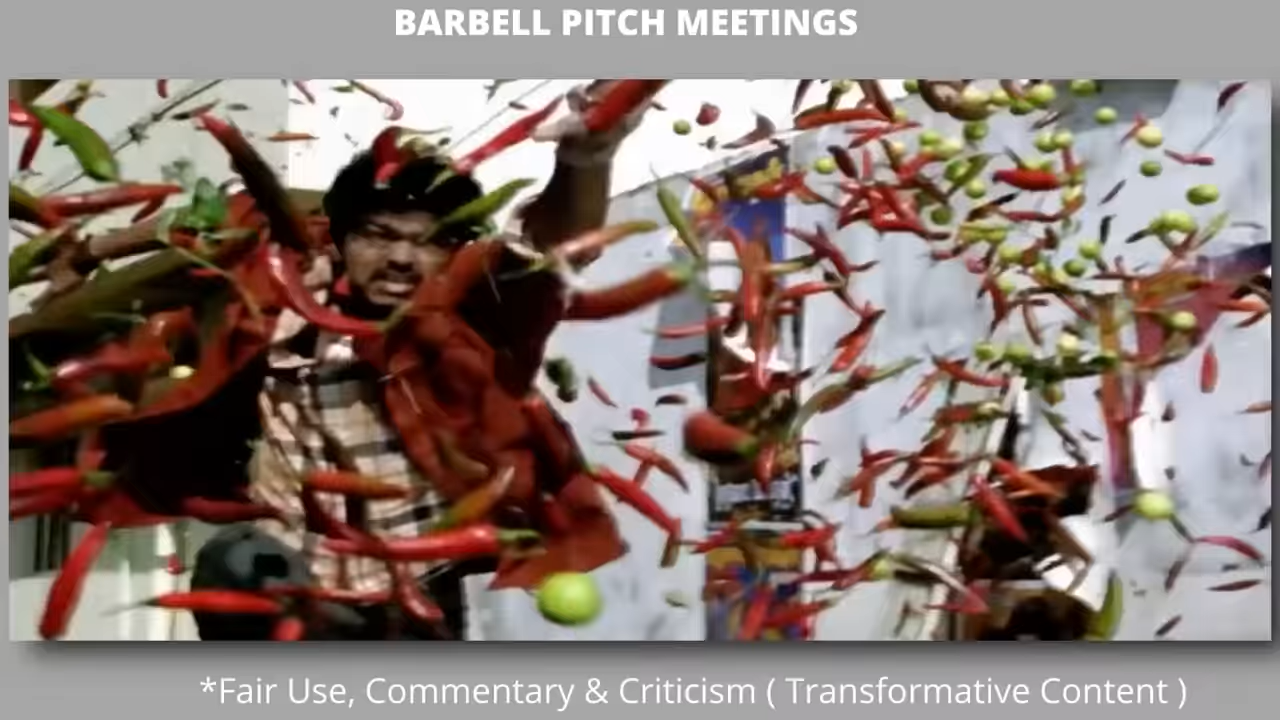 BARBELL PITCH MEETINGS
*Fair Use, Commentary & Criticism ( Transformative Content )